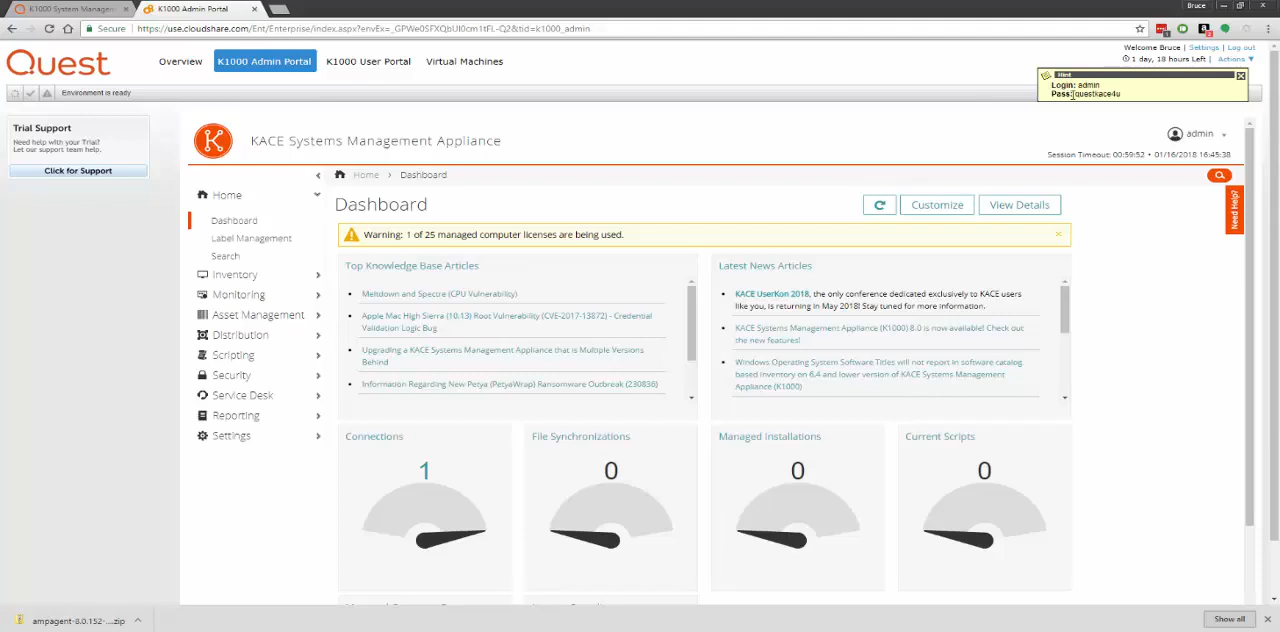 K1000 System Manage...
K1000 Admin Portal
Bruce
Secure
https://use.cloudshare.com/Ent/Enterprise/index.aspx?envEx=_GPWe0SFXQbUI0cm1tFL-Q2&tid=k1000_admin
Quest
Overview
K1000 Admin Portal
K1000 User Portal
Virtual Machines
Welcome Bruce | Settings | Log out
1 day, 18 hours Left | Actions
Hint
Login: admin
Pass: questkace4u
Environment is ready
Trial Support
Need help with your Trial?
Let our support team help.
Click for Support
KACE Systems Management Appliance
admin
Session Timeout: 00:59:52 • 01/16/2018 16:45:38
Home
Dashboard
Label Management
Search
Inventory
Monitoring
Asset Management
Distribution
Scripting
Security
Service Desk
Reporting
Settings
Home > Dashboard
Need Help?
Dashboard
Customize
View Details
Warning: 1 of 25 managed computer licenses are being used.
Top Knowledge Base Articles
Meltdown and Spectre (CPU Vulnerability)
Apple Mac High Sierra (10.13) Root Vulnerability (CVE-2017-13872) - Credential
Validation Logic Bug
Upgrading a KACE Systems Management Appliance that is Multiple Versions
Behind
Information Regarding New Petya (PetyaWrap) Ransomware Outbreak (230836)
Latest News Articles
KACE UserKon 2018, the only conference dedicated exclusively to KACE users
like you, is returning in May 2018! Stay tuned for more information.
KACE Systems Management Appliance (K1000) 8.0 is now available! Check out
the new features!
Windows Operating System Software Titles will not report in software catalog
based inventory on 6.4 and lower version of KACE Systems Management
Appliance (K1000)
Connections
1
File Synchronizations
0
Managed Installations
0
Current Scripts
0
ampagent-8.0.152-....zip
Show all